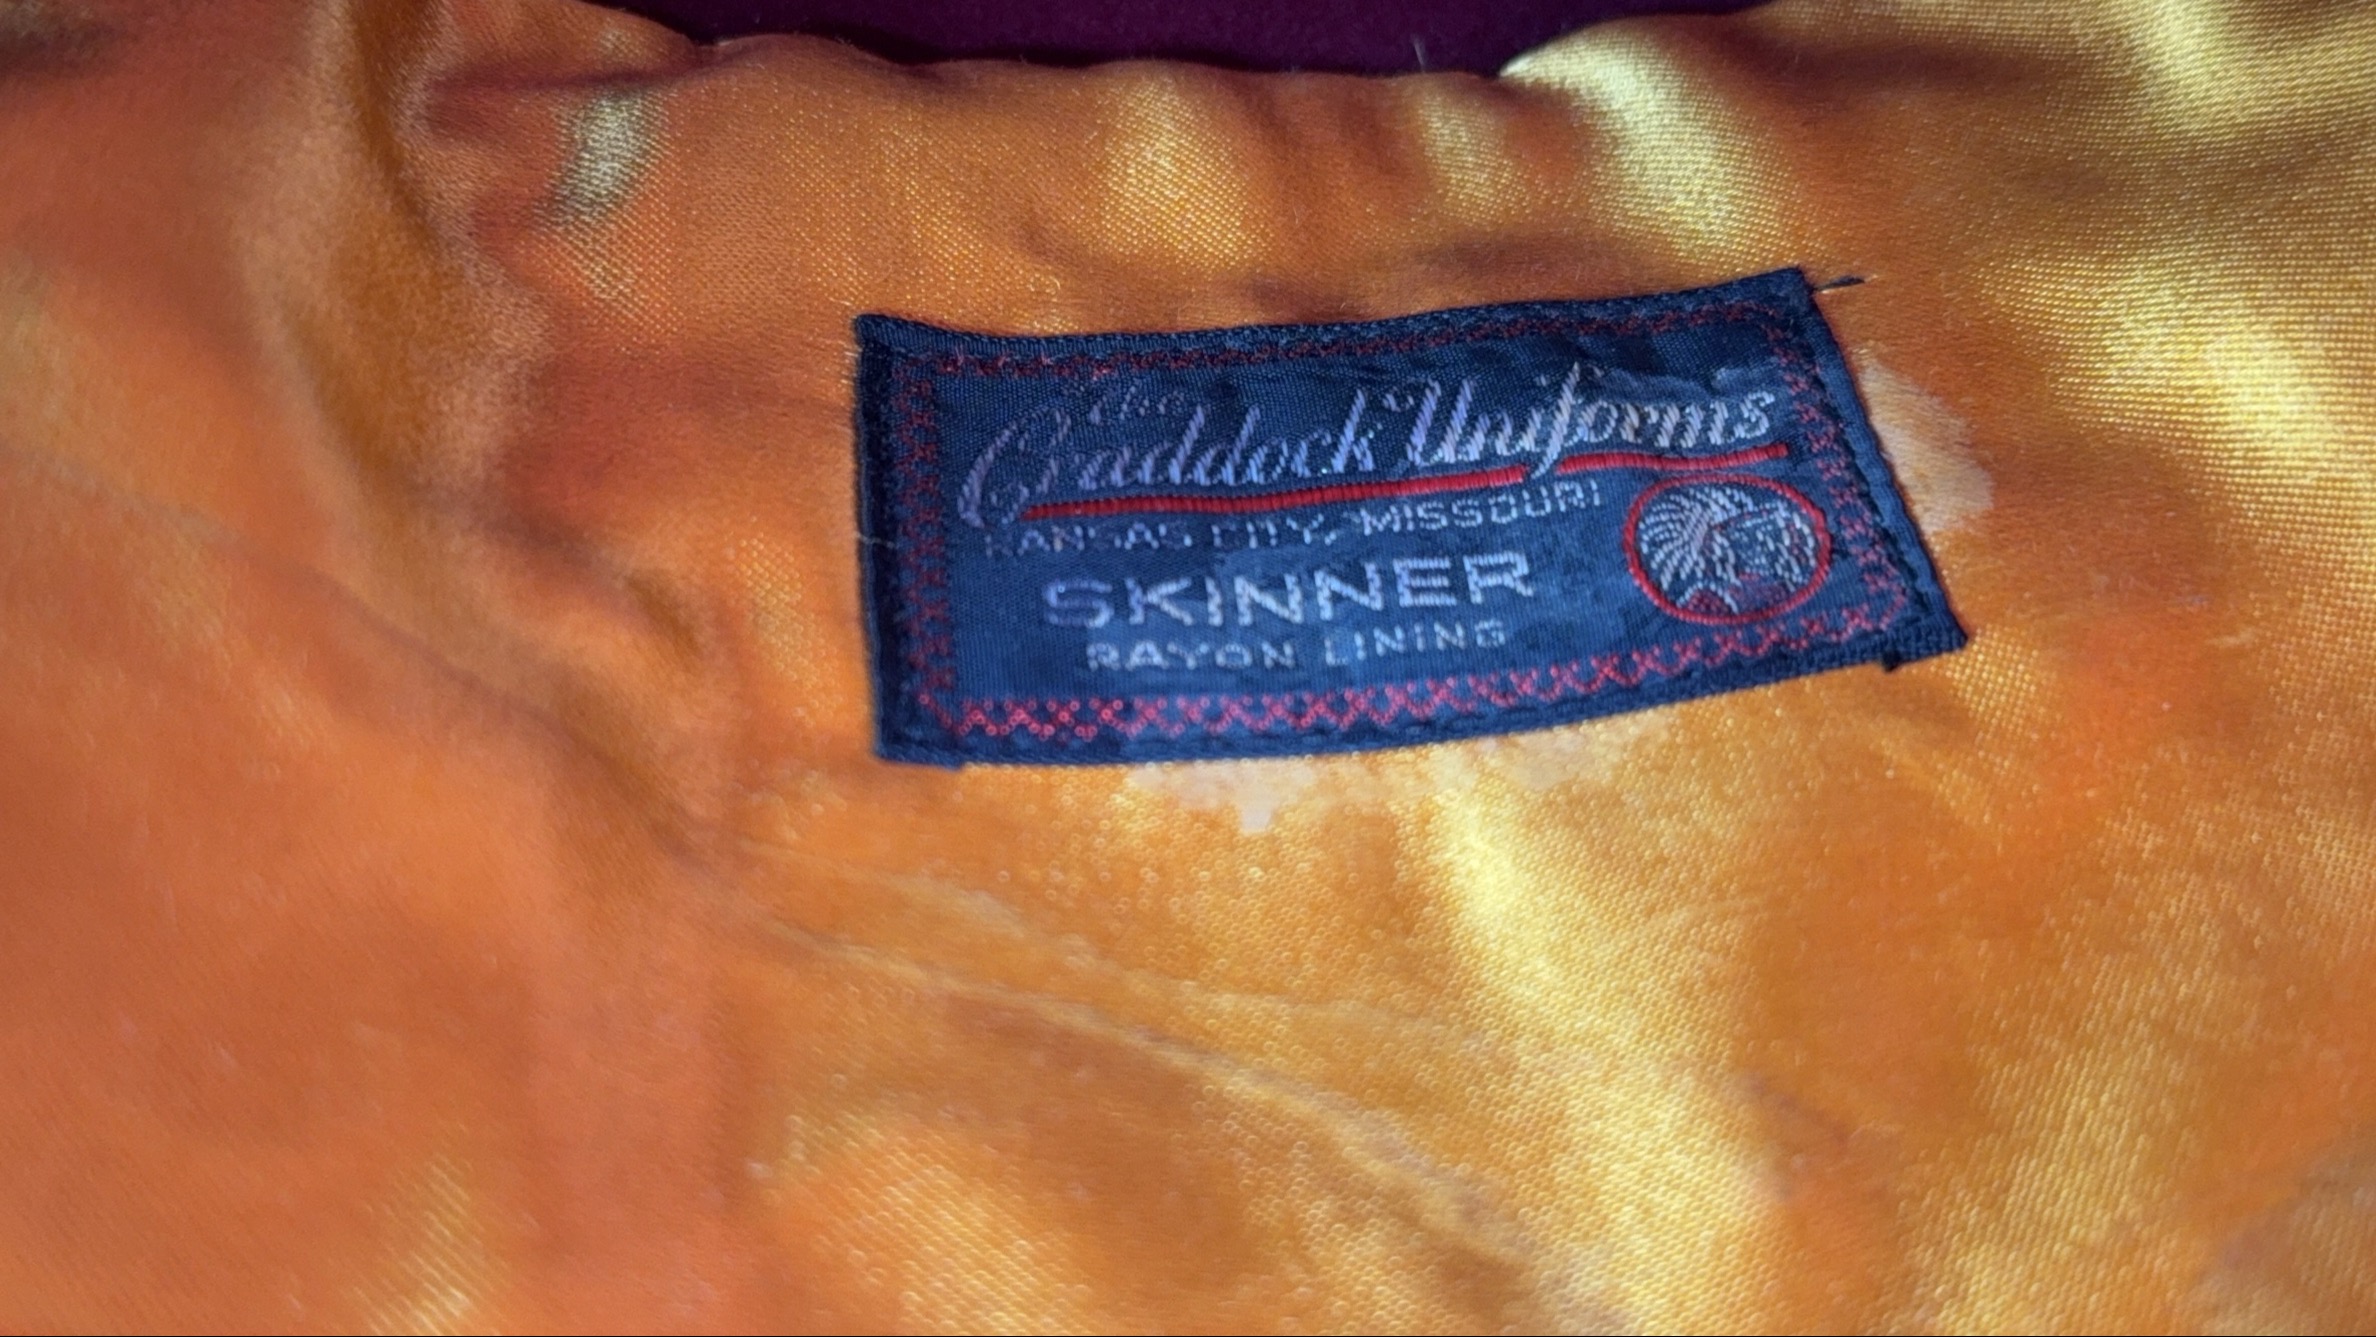 The
Craddock Uniforms
KANSAS CITY, MISSOURI
SKINNER
RAYON LINING